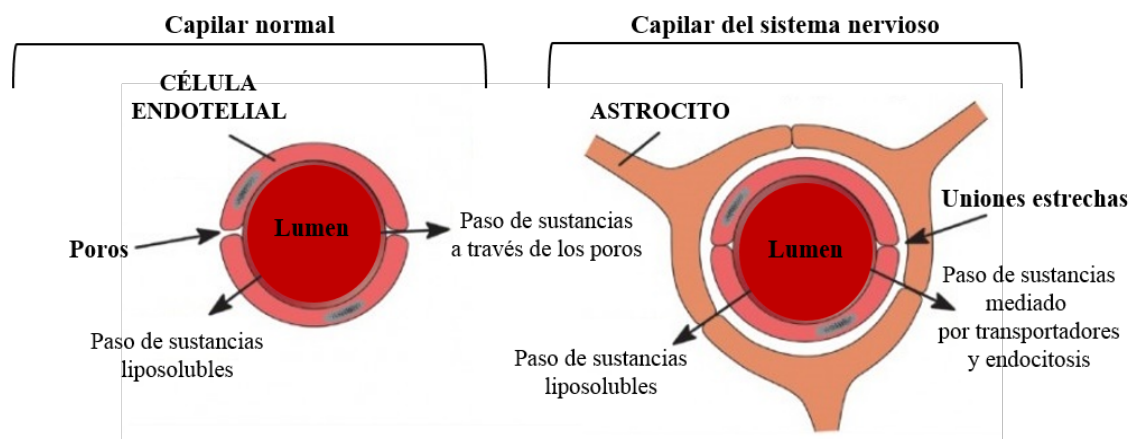 Capilar normal
CÉLULA
ENDOTELIAL
Lumen
Poros
Paso de sustancias
a través de los poros
Paso de sustancias
liposolubles
Capilar del sistema nervioso
ASTROCITO
Uniones estrechas
Lumen
Paso de sustancias
mediado
por transportadores
y endocitosis
Paso de sustancias
liposolubles